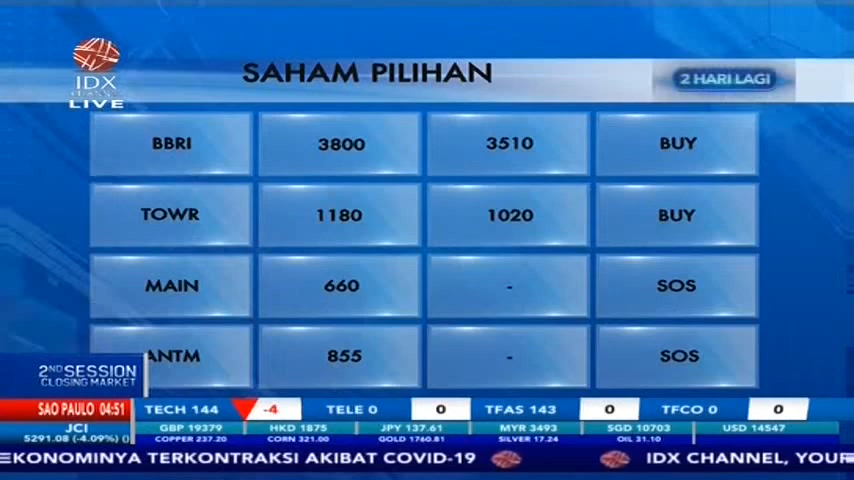 IDX
CHANNEL
LIVE
SAHAM PILIHAN
2 HARI LAGI
BBRI 3800 3510 BUY
TOWR 1180 1020 BUY
MAIN 660 - SOS
ANTM 855 - SOS
2ND SESSION
CLOSING MARKET
SAO PAULO 04:51 TECH 144 -4 TELE 0 0 TFAS 143 0 TFCO 0 0
JCI GBP 19379 HKD 1875 JPY 137.61 MYR 3493 SGD 10703 USD 14547
5291.08 (-4.09%) () COPPER 237.20 CORN 321.00 GOLD 1760.81 SILVER 17.24 OIL 31.10
EKONOMINYA TERKONTRAKSI AKIBAT COVID-19 IDX CHANNEL, YOUR